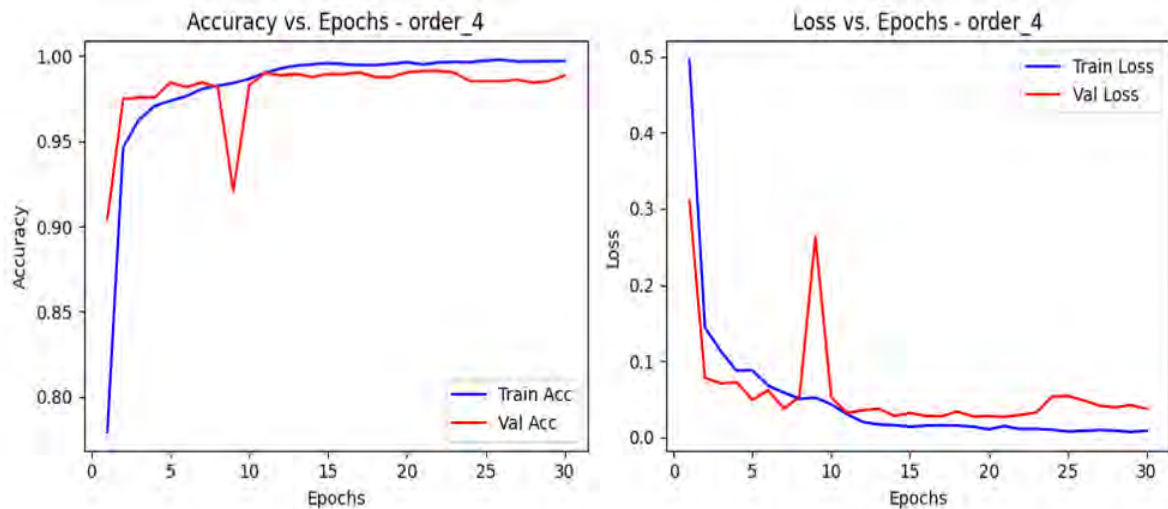 Accuracy vs. Epochs - order_4
1.00
0.95
0.90
0.85
0.80
Accuracy
0
5
10
15
20
25
30
Epochs
Train Acc
Val Acc
Loss vs. Epochs - order_4
0.5
0.4
0.3
0.2
0.1
0.0
Loss
0
5
10
15
20
25
30
Epochs
Train Loss
Val Loss